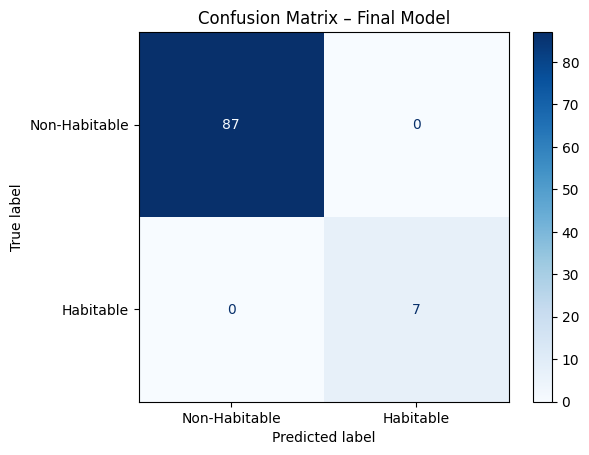 Confusion Matrix – Final Model
True label
Non-Habitable
Habitable
87
0
0
7
Non-Habitable
Habitable
Predicted label
80
70
60
50
40
30
20
10
0